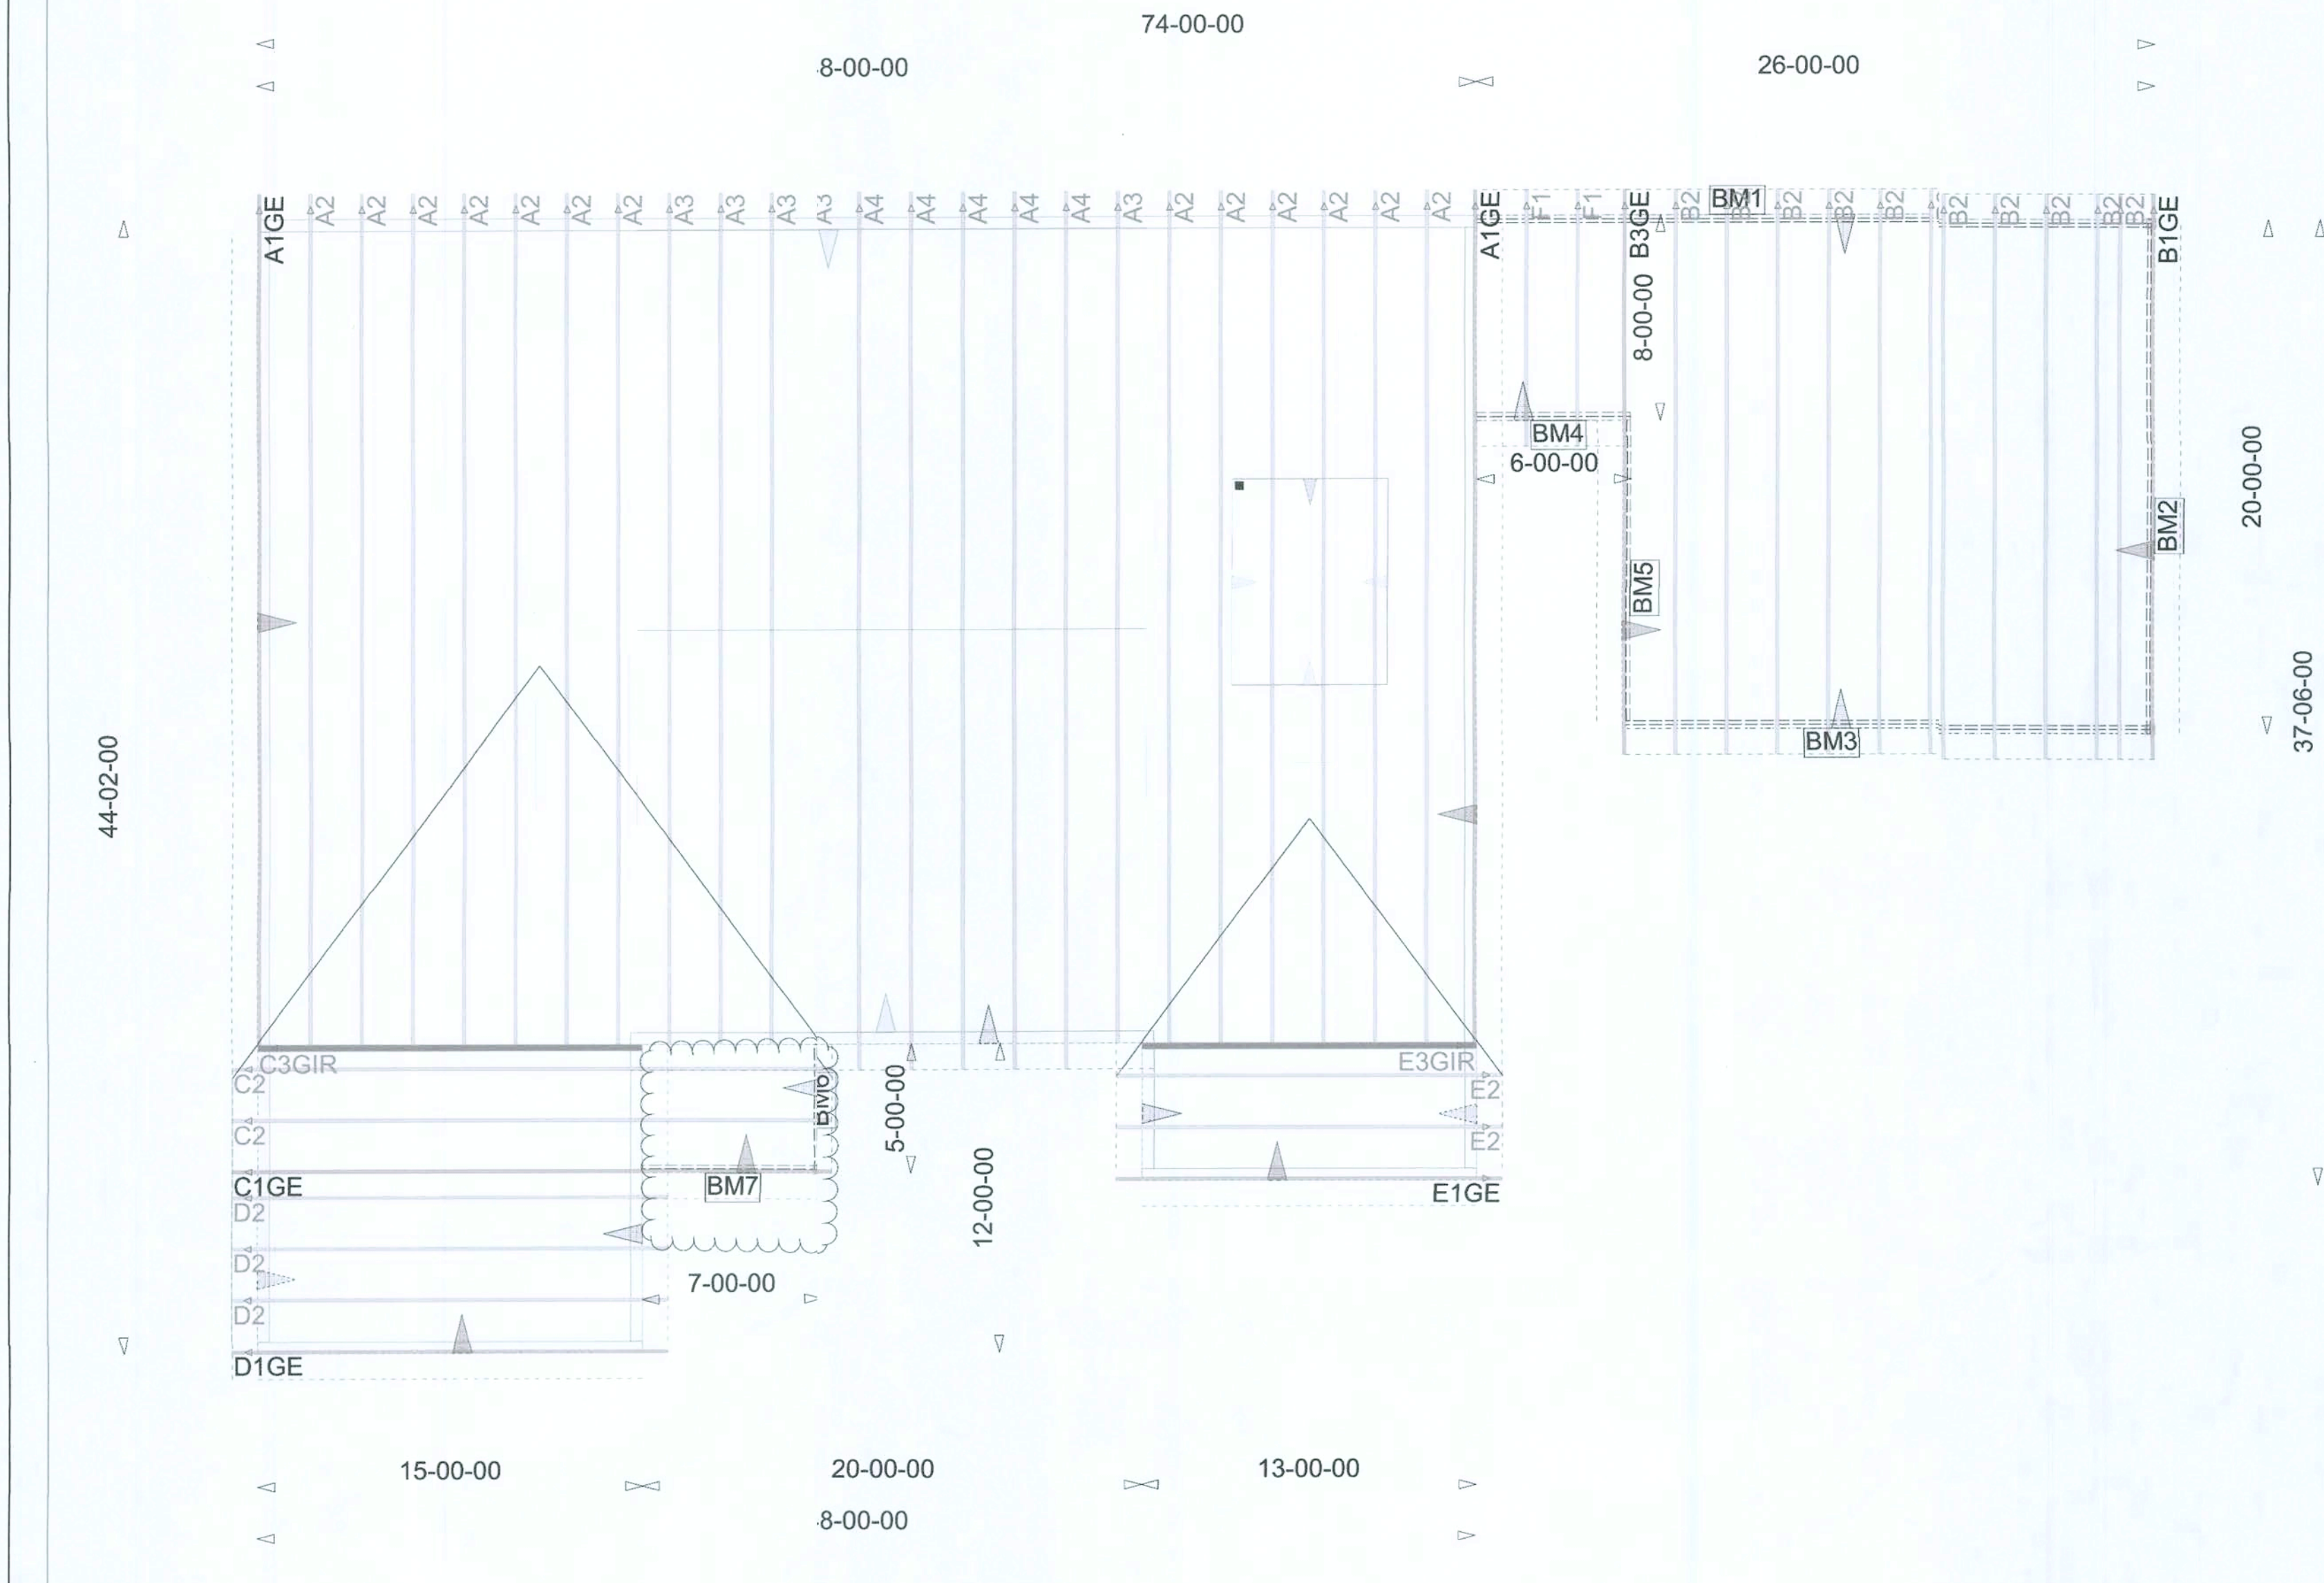 74-00-00
8-00-00
26-00-00
A1GE
A2
A2
A2
A2
A2
A2
A2
A3
A3
A3
A3
A4
A4
A4
A4
A4
A3
A2
A2
A2
A2
A2
A2
A1GE
F1
F1
B3GE
B2
BM1
B2
B2
B2
B2
B2
B2
B2
B2
B2
B1GE
8-00-00
BM4
6-00-00
BM5
BM2
20-00-00
37-06-00
BM3
44-02-00
C3GIR
C2
C2
C1GE
D2
D2
D2
D1GE
BM7
7-00-00
5-00-00
12-00-00
E3GIR
E2
E2
E1GE
15-00-00
20-00-00
13-00-00
8-00-00